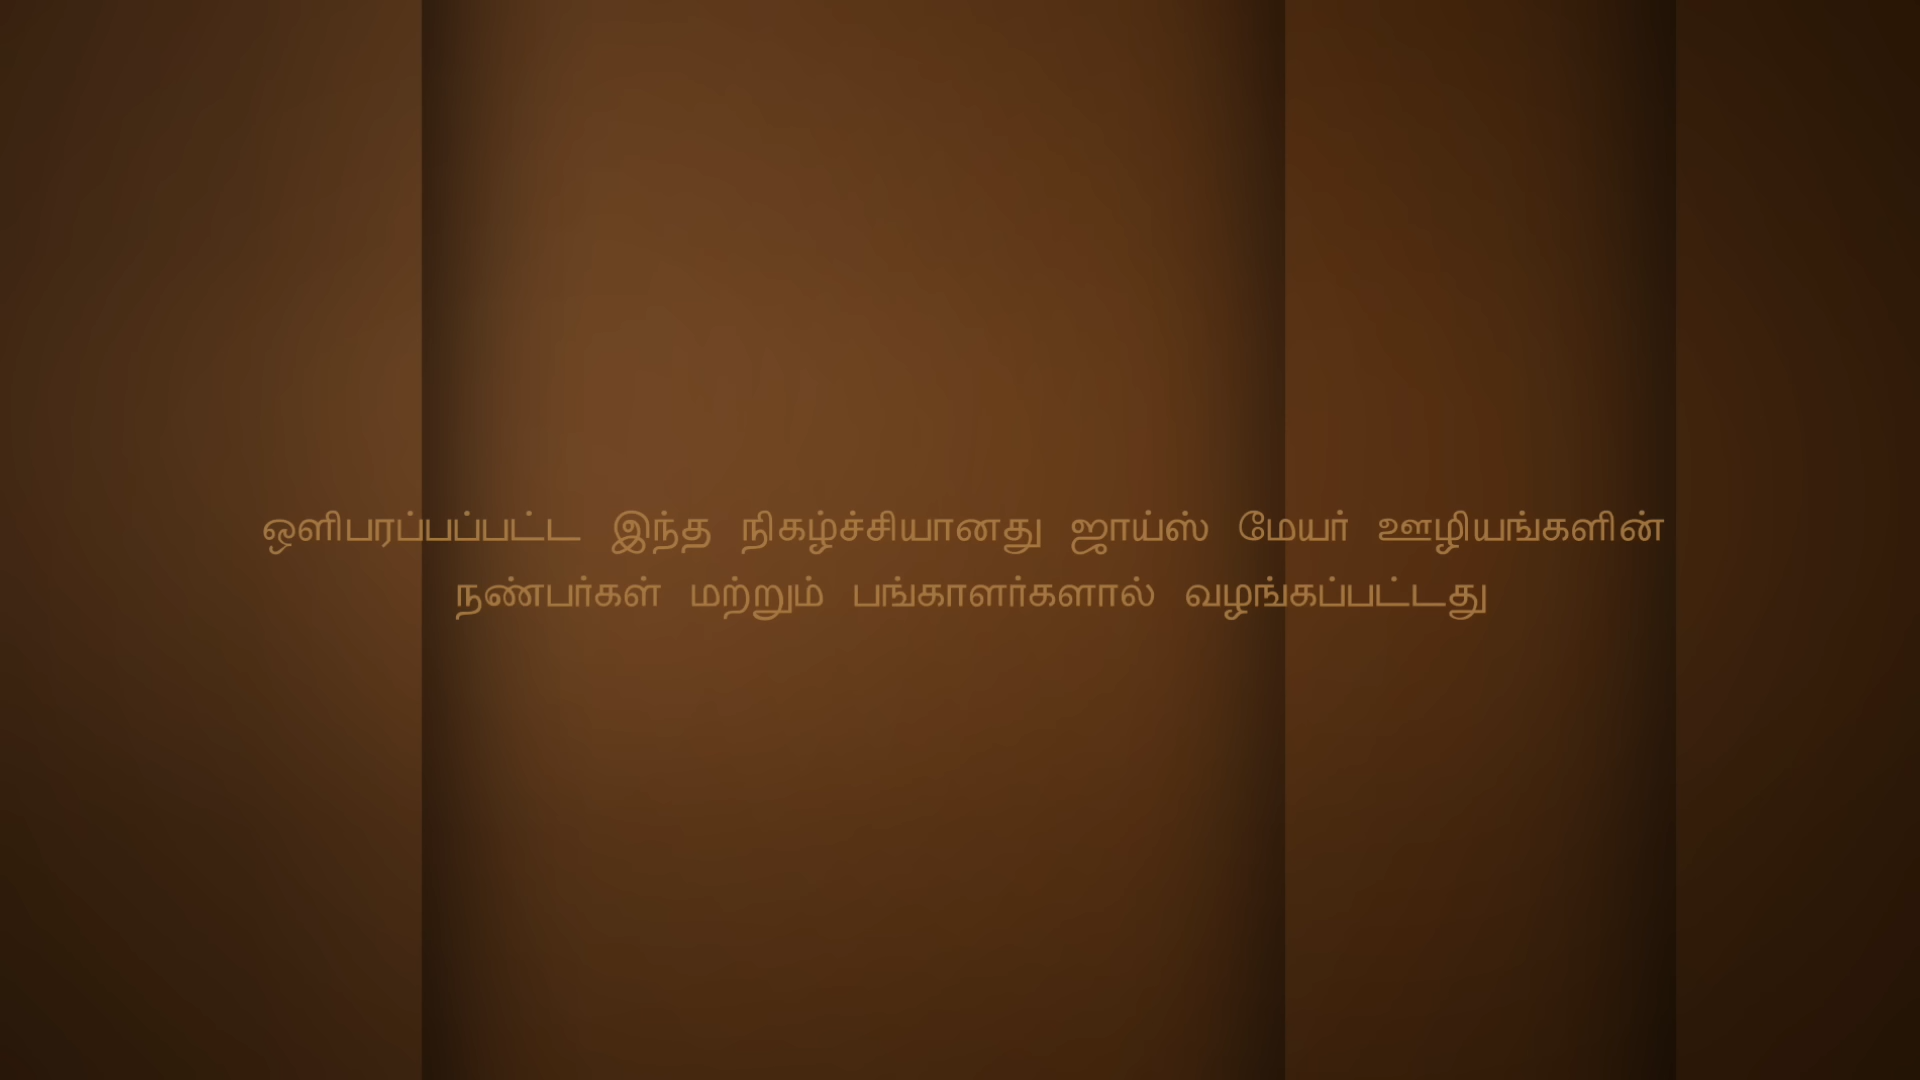 ஒளிபரப்பப்பட்ட இந்த நிகழ்ச்சியானது ஜாய்ஸ் மேயர் ஊழியங்களின்
நண்பர்கள் மற்றும் பங்காளர்களால் வழங்கப்பட்டது